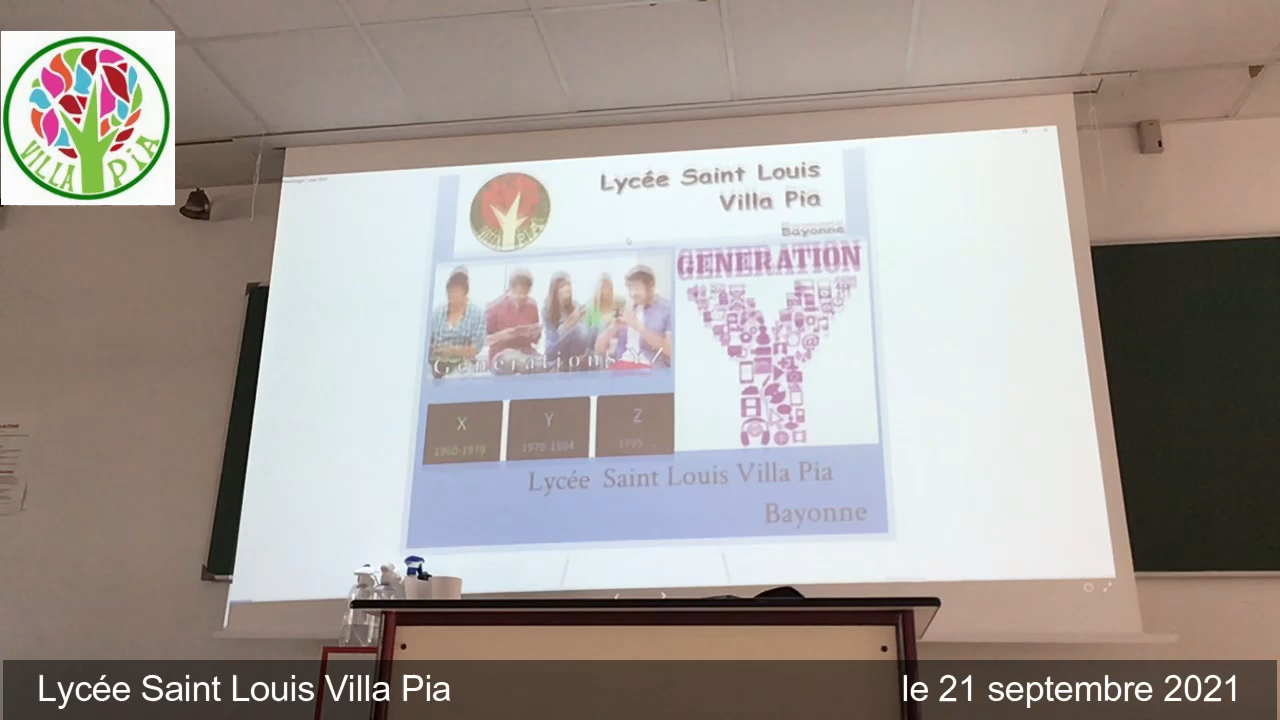 VILLA PIA
Lycée Saint Louis
Villa Pia
Bayonne
GENERATION
Generations YZ
X
1960-1979
Y
1979-1994
Z
1995
Lycée Saint Louis Villa Pia
Bayonne
Lycée Saint Louis Villa Pia
le 21 septembre 2021